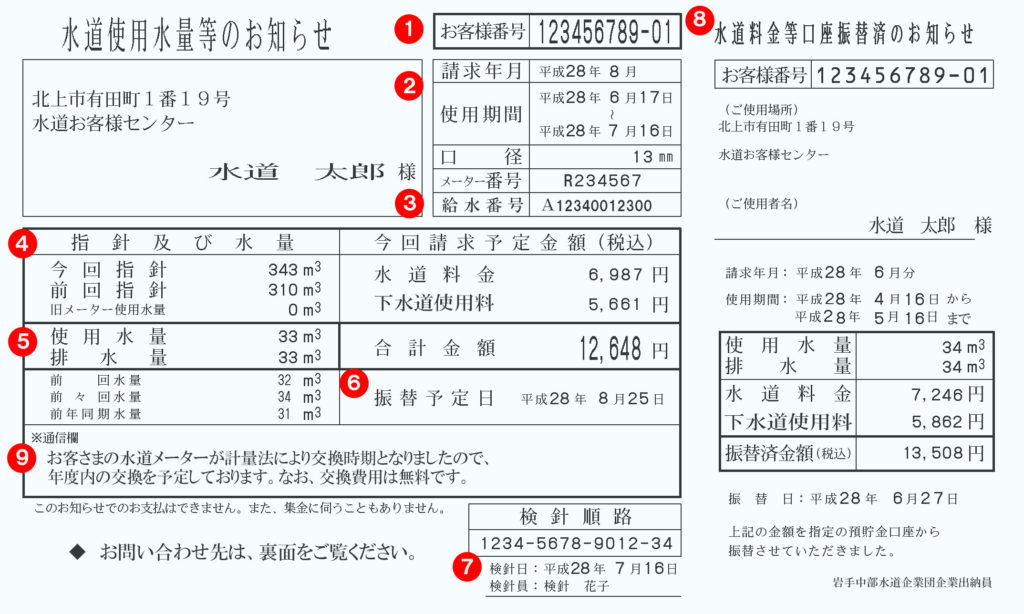 水道使用水量等のお知らせ
北上市有田町1番19号
水道お客様センター
水道 太郎 様
1 お客様番号 123456789-01
2 請求年月 平成28年 8月
使用期間 平成28年 6月17日
~
平成28年 7月16日
口径 13㎜
メーター番号 R234567
3 給水番号 A12340012300
4 指針及び水量
今回指針 343 m³
前回指針 310 m³
旧メーター使用水量 0 m³
5 使用水量 33 m³
排水量 33 m³
前回水量 32 m³
前々回水量 34 m³
前年同期水量 31 m³
今回請求予定金額(税込)
水道料金 6,987 円
下水道使用料 5,661 円
合計金額 12,648 円
6 振替予定日 平成28年 8月25日
※通信欄
9 お客さまの水道メーターが計量法により交換時期となりましたので、
年度内の交換を予定しております。なお、交換費用は無料です。
このお知らせでのお支払はできません。また、集金に伺うこともありません。
◆ お問い合わせ先は、裏面をご覧ください。
検針順路
1234-5678-9012-34
7 検針日:平成28年 7月16日
検針員:検針 花子
8 水道料金等口座振替済のお知らせ
お客様番号 123456789-01
(ご使用場所)
北上市有田町1番19号
水道お客様センター
(ご使用者名)
水道 太郎 様
請求年月:平成28年 6月分
使用期間:平成28年 4月16日から
平成28年 5月16日まで
使用水量 34 m³
排水量 34 m³
水道料金 7,246円
下水道使用料 5,862円
振替済金額(税込) 13,508円
振替日:平成28年 6月27日
上記の金額を指定の預貯金口座から
振替させていただきました。
岩手中部水道企業団企業出納員